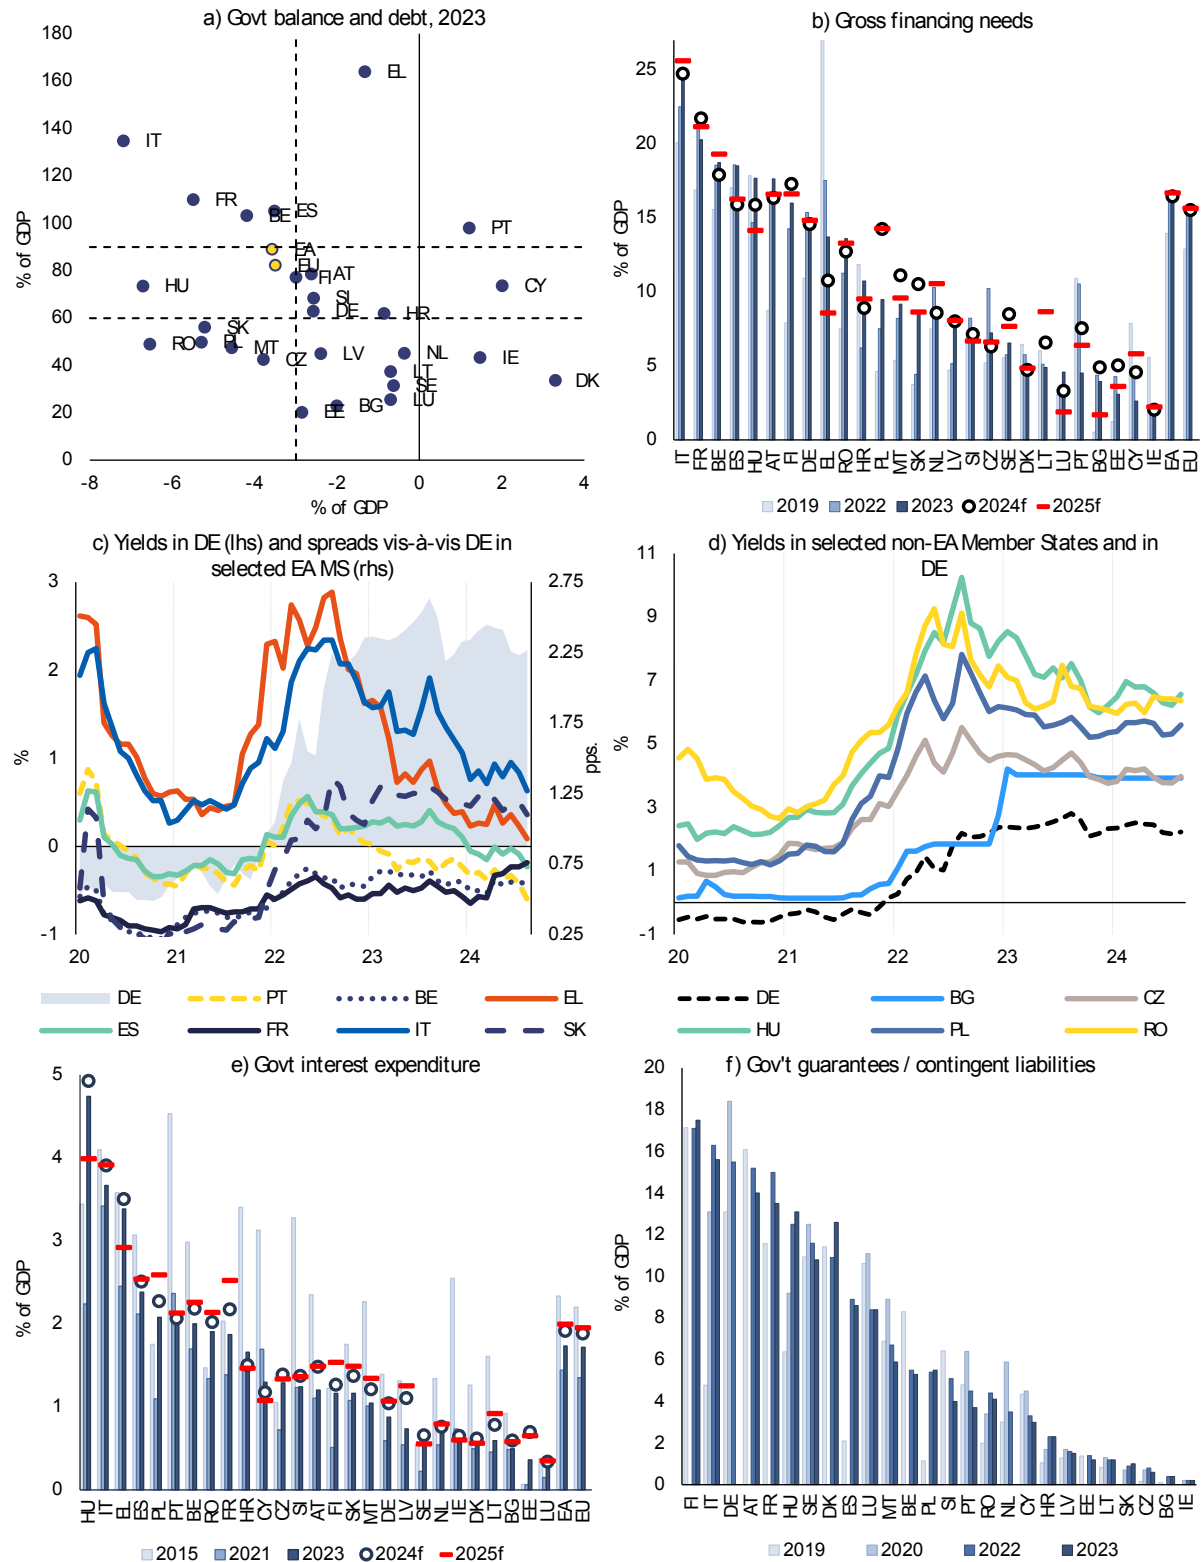 a) Govt balance and debt, 2023
% of GDP
180
160
140
120
100
80
60
40
20
0
-8 -6 -4 -2 0 2 4
% of GDP
EL
IT
FR
ES
BE
PT
EA
EU
FI
AT
HU
CY
SI
DE
HR
SK
RO
PL
MT
CZ
LV
NL
IE
LT
SE
DK
LU
BG
EE
b) Gross financing needs
% of GDP
25
20
15
10
5
0
IT FR BE ES HU AT FI DE EL RO HR PL MT SK NL LV SI CZ SE DK LT LU PT BG EE CY IE EA EU
2019 2022 2023 2024f 2025f
c) Yields in DE (lhs) and spreads vis-à-vis DE in
selected EA MS (rhs)
%
3
2
1
0
-1
2.75
2.25
1.75
1.25
0.75
0.25
pps.
20 21 22 23 24
DE PT BE EL
ES FR IT SK
d) Yields in selected non-EA Member States and in
DE
%
11
9
7
5
3
1
-1
20 21 22 23 24
DE BG CZ
HU PL RO
e) Govt interest expenditure
% of GDP
5
4
3
2
1
0
HU IT EL ES PL PT BE RO FR HR CY CZ SI AT FI SK MT DE LV SE NL IE DK LT BG EE LU EA EU
2015 2021 2023 2024f 2025f
f) Gov't guarantees / contingent liabilities
% of GDP
20
18
16
14
12
10
8
6
4
2
0
FI IT DE AT FR HU SE DK ES LU MT BE PL SI PT RO NL CY HR LV EE LT SK CZ BG IE
2019 2020 2022 2023